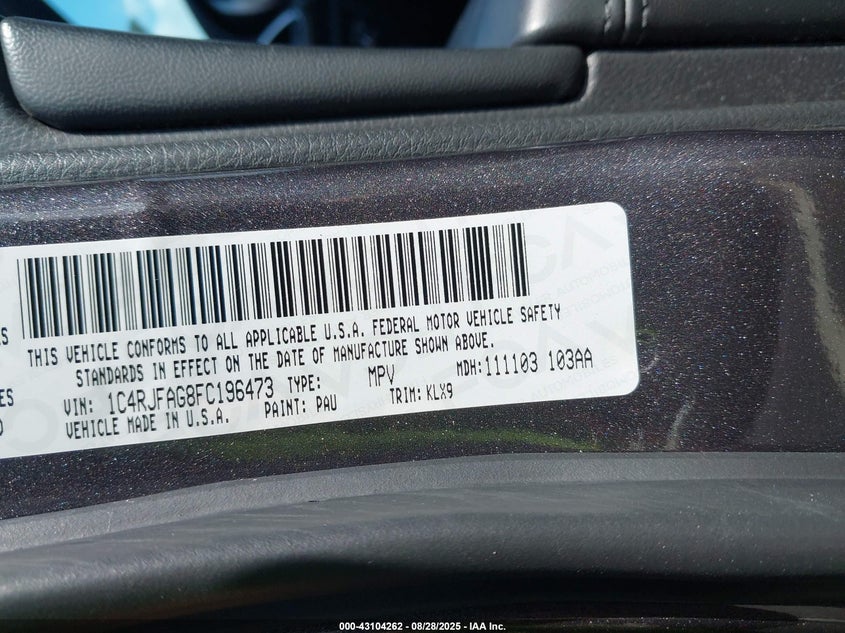 THIS VEHICLE CONFORMS TO ALL APPLICABLE U.S.A. FEDERAL MOTOR VEHICLE SAFETY
STANDARDS IN EFFECT ON THE DATE OF MANUFACTURE SHOWN ABOVE.
VIN: 1C4RJFAG8FC196473 TYPE: MPV MDH:111103 103AA
VEHICLE MADE IN U.S.A. PAINT: PAU TRIM: KLX9
000-43104262 - 08/28/2025 - IAA Inc.